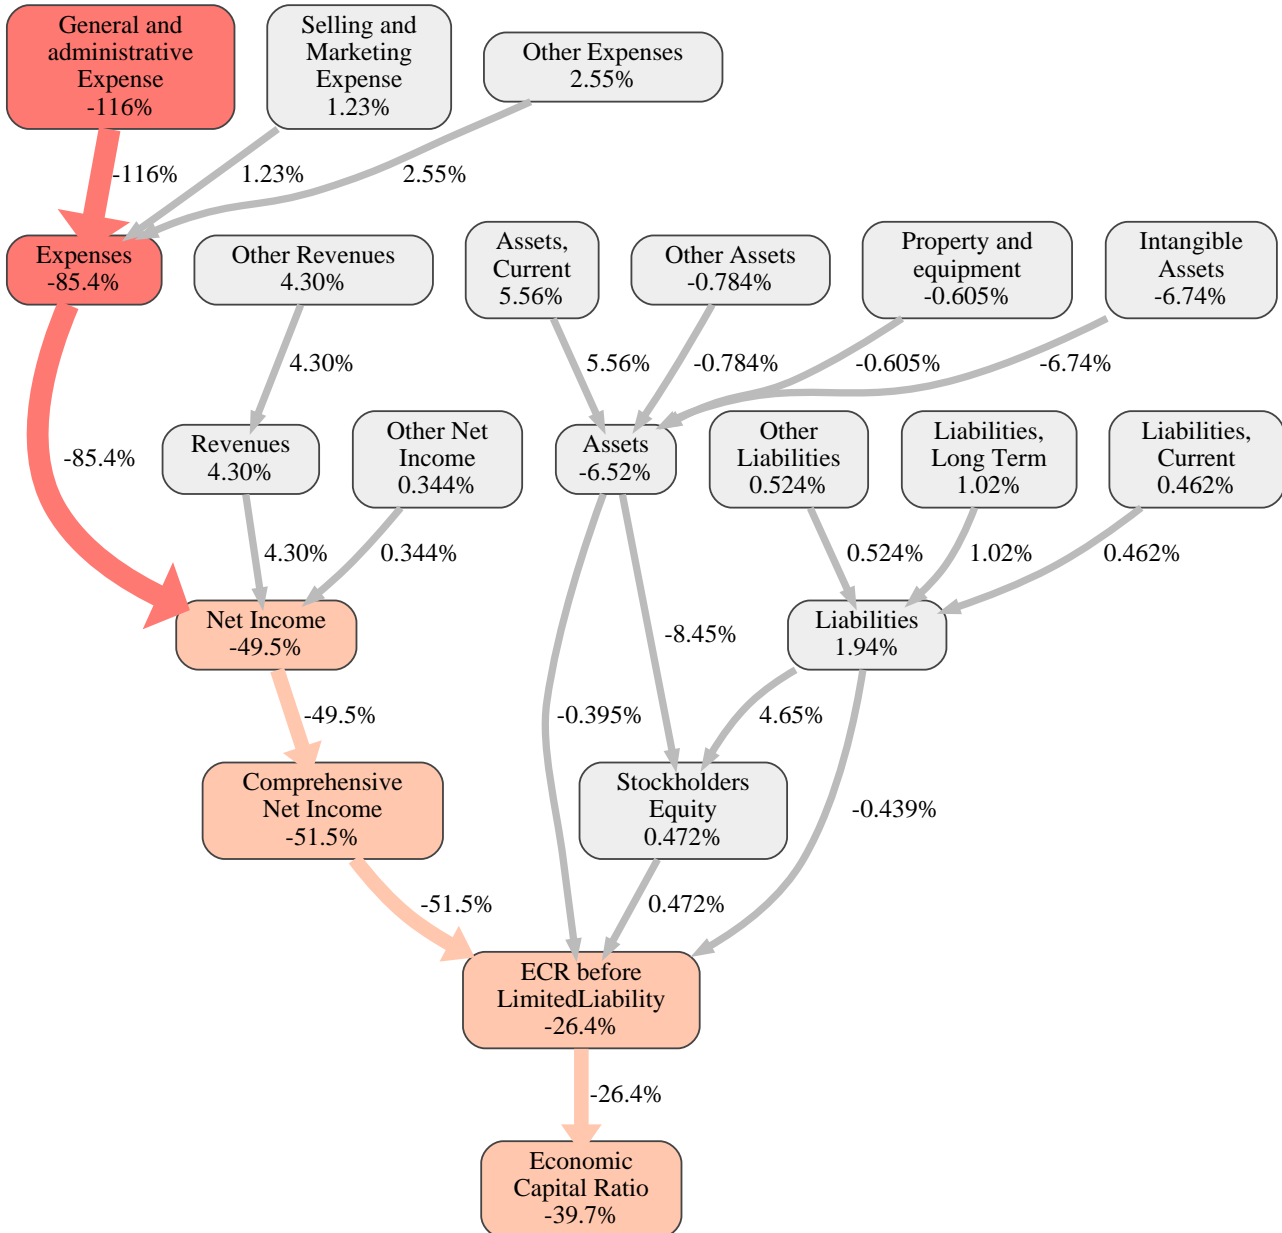 General and
administrative
Expense
-116%
Selling and
Marketing
Expense
1.23%
Other Expenses
2.55%
-116%
1.23%
2.55%
Expenses
-85.4%
Other Revenues
4.30%
Assets,
Current
5.56%
Other Assets
-0.784%
Property and
equipment
-0.605%
Intangible
Assets
-6.74%
4.30%
5.56%
-0.784%
-0.605%
-6.74%
-85.4%
Revenues
4.30%
Other Net
Income
0.344%
Assets
-6.52%
Other
Liabilities
0.524%
Liabilities,
Long Term
1.02%
Liabilities,
Current
0.462%
4.30%
0.344%
0.524%
1.02%
0.462%
Net Income
-49.5%
-8.45%
Liabilities
1.94%
-49.5%
-0.395%
4.65%
Comprehensive
Net Income
-51.5%
Stockholders
Equity
0.472%
-0.439%
-51.5%
0.472%
ECR before
LimitedLiability
-26.4%
-26.4%
Economic
Capital Ratio
-39.7%